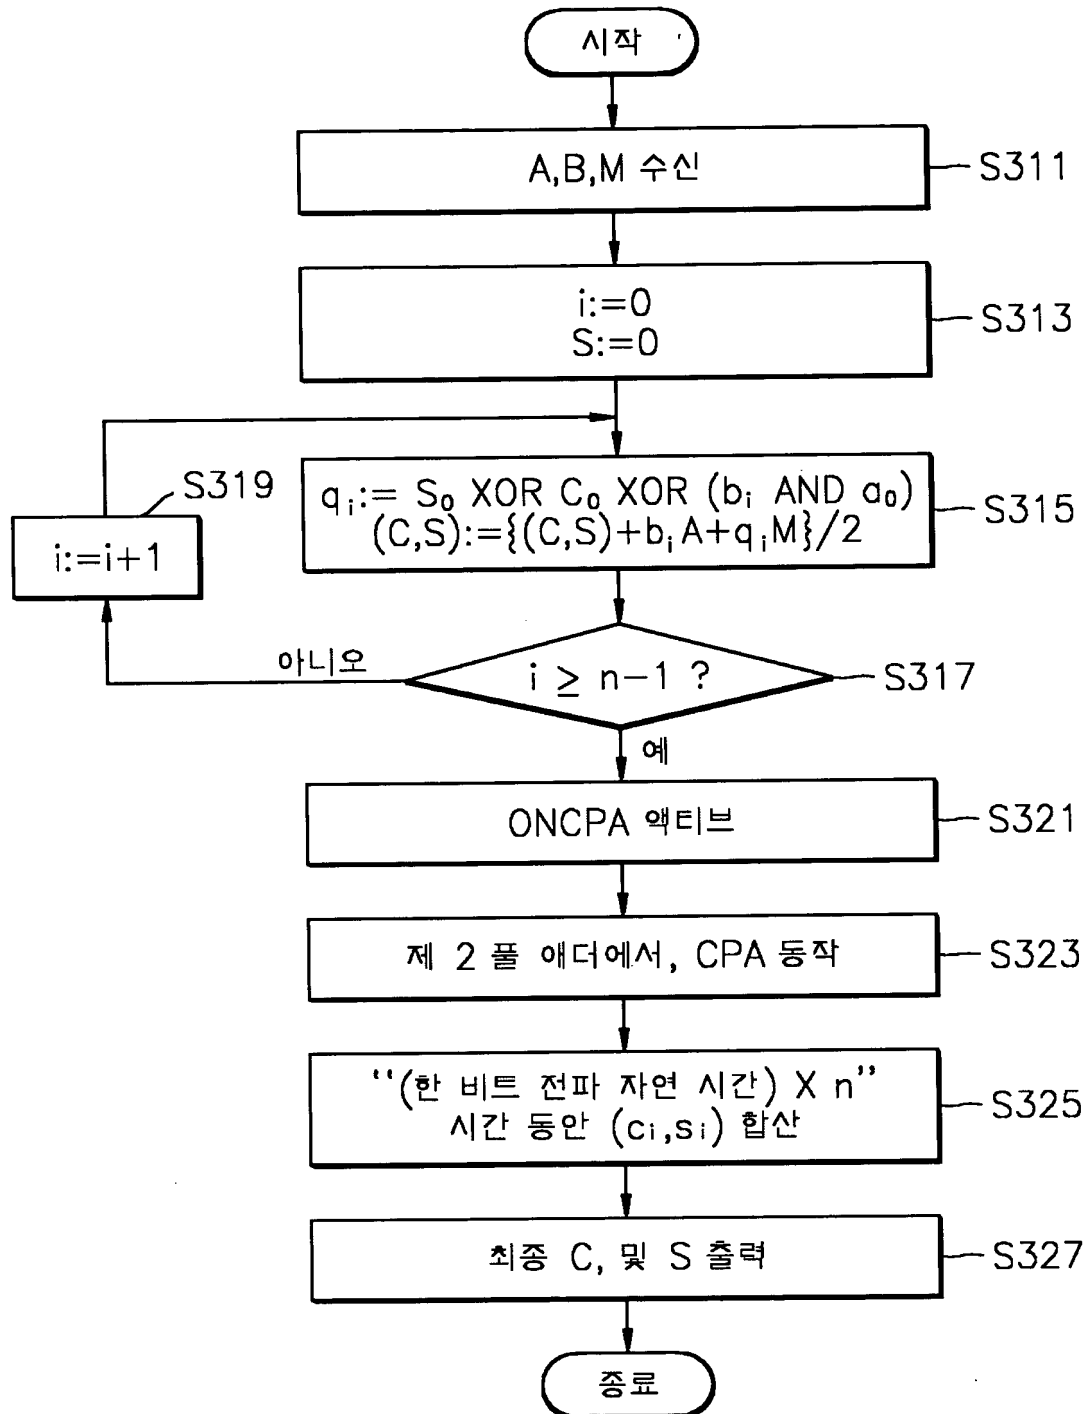 시작
A,B,M 수신
S311
i:=0
S:=0
S313
qᵢ:= S₀ XOR C₀ XOR (bᵢ AND a₀)
(C,S):={(C,S)+bᵢA+qᵢM}/2
S315
S319
i:=i+1
아니오
i ≥ n-1 ?
S317
예
ONCPA 액티브
S321
제 2 풀 애더에서, CPA 동작
S323
“(한 비트 전파 자연 시간) X n”
시간 동안 (cᵢ,sᵢ) 합산
S325
최종 C, 및 S 출력
S327
종료